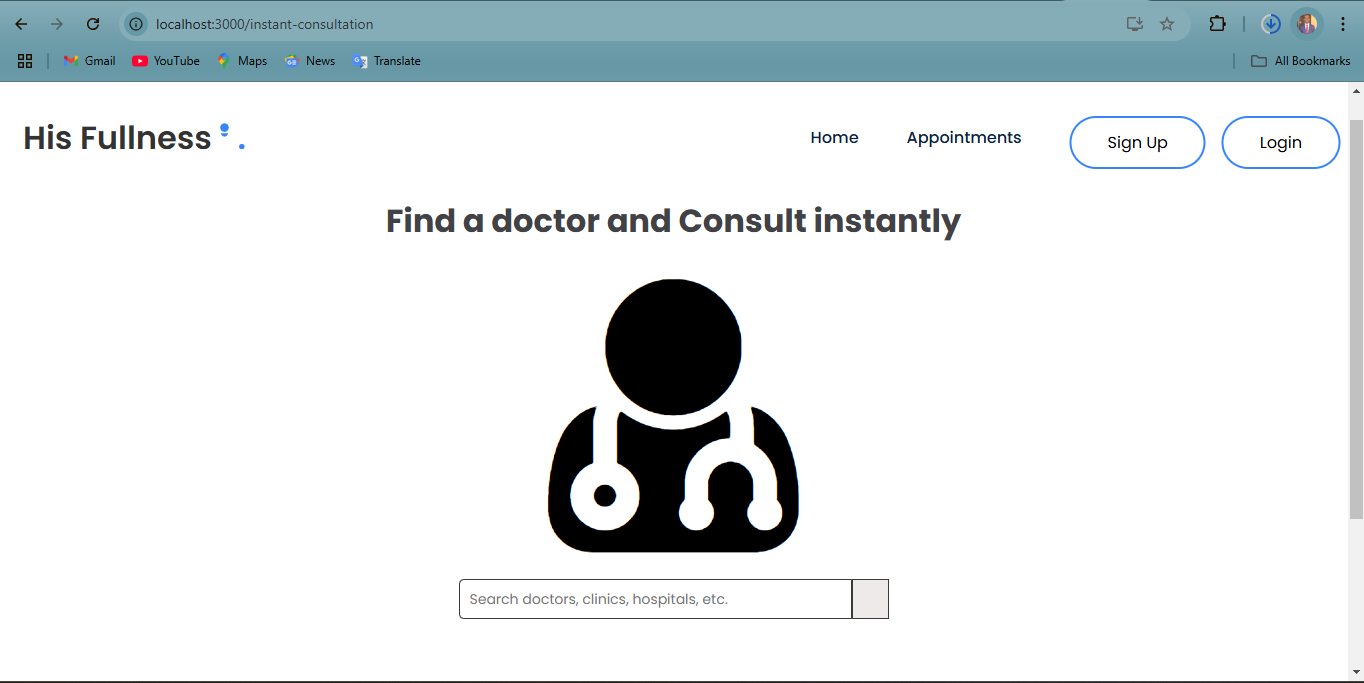 localhost:3000/instant-consultation
Gmail YouTube Maps News Translate All Bookmarks
His Fullness . Home Appointments Sign Up Login
Find a doctor and Consult instantly
Search doctors, clinics, hospitals, etc.